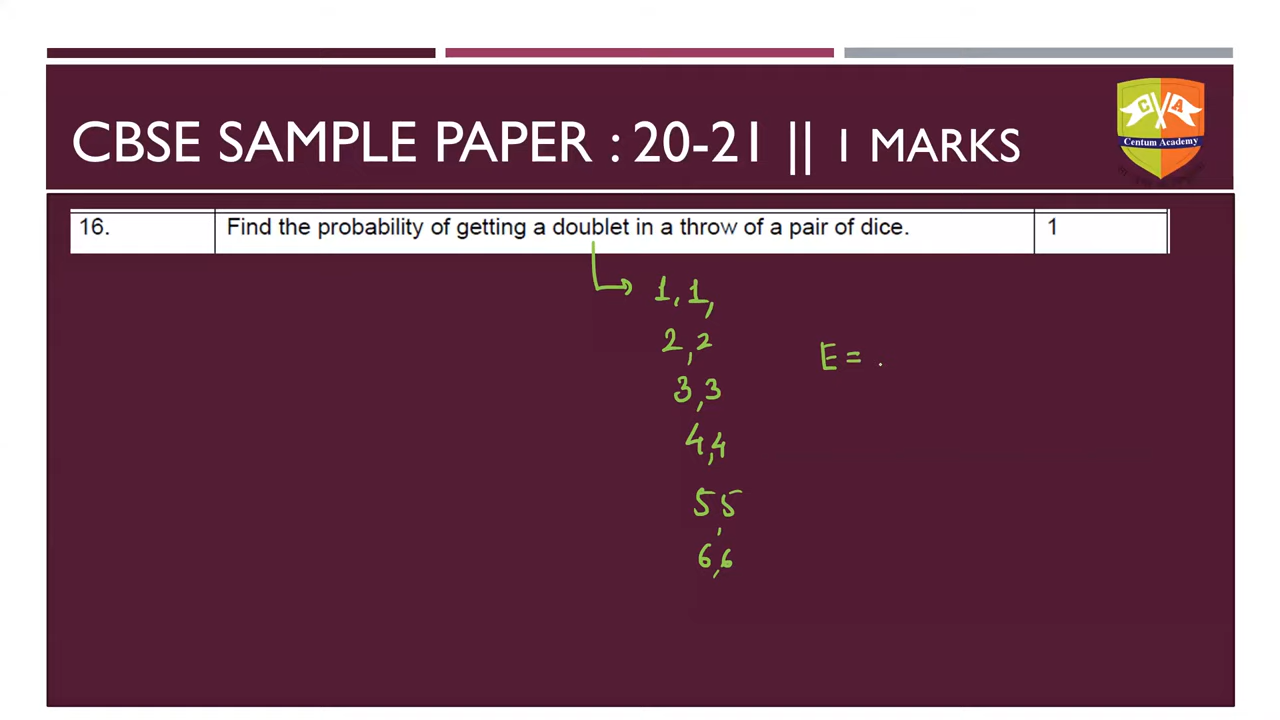 CBSE SAMPLE PAPER : 20-21 || 1 MARKS
C A
Centum Academy
16. Find the probability of getting a doublet in a throw of a pair of dice. 1
1,1,
2,2
3,3
E = .
4,4
5,5
6,6